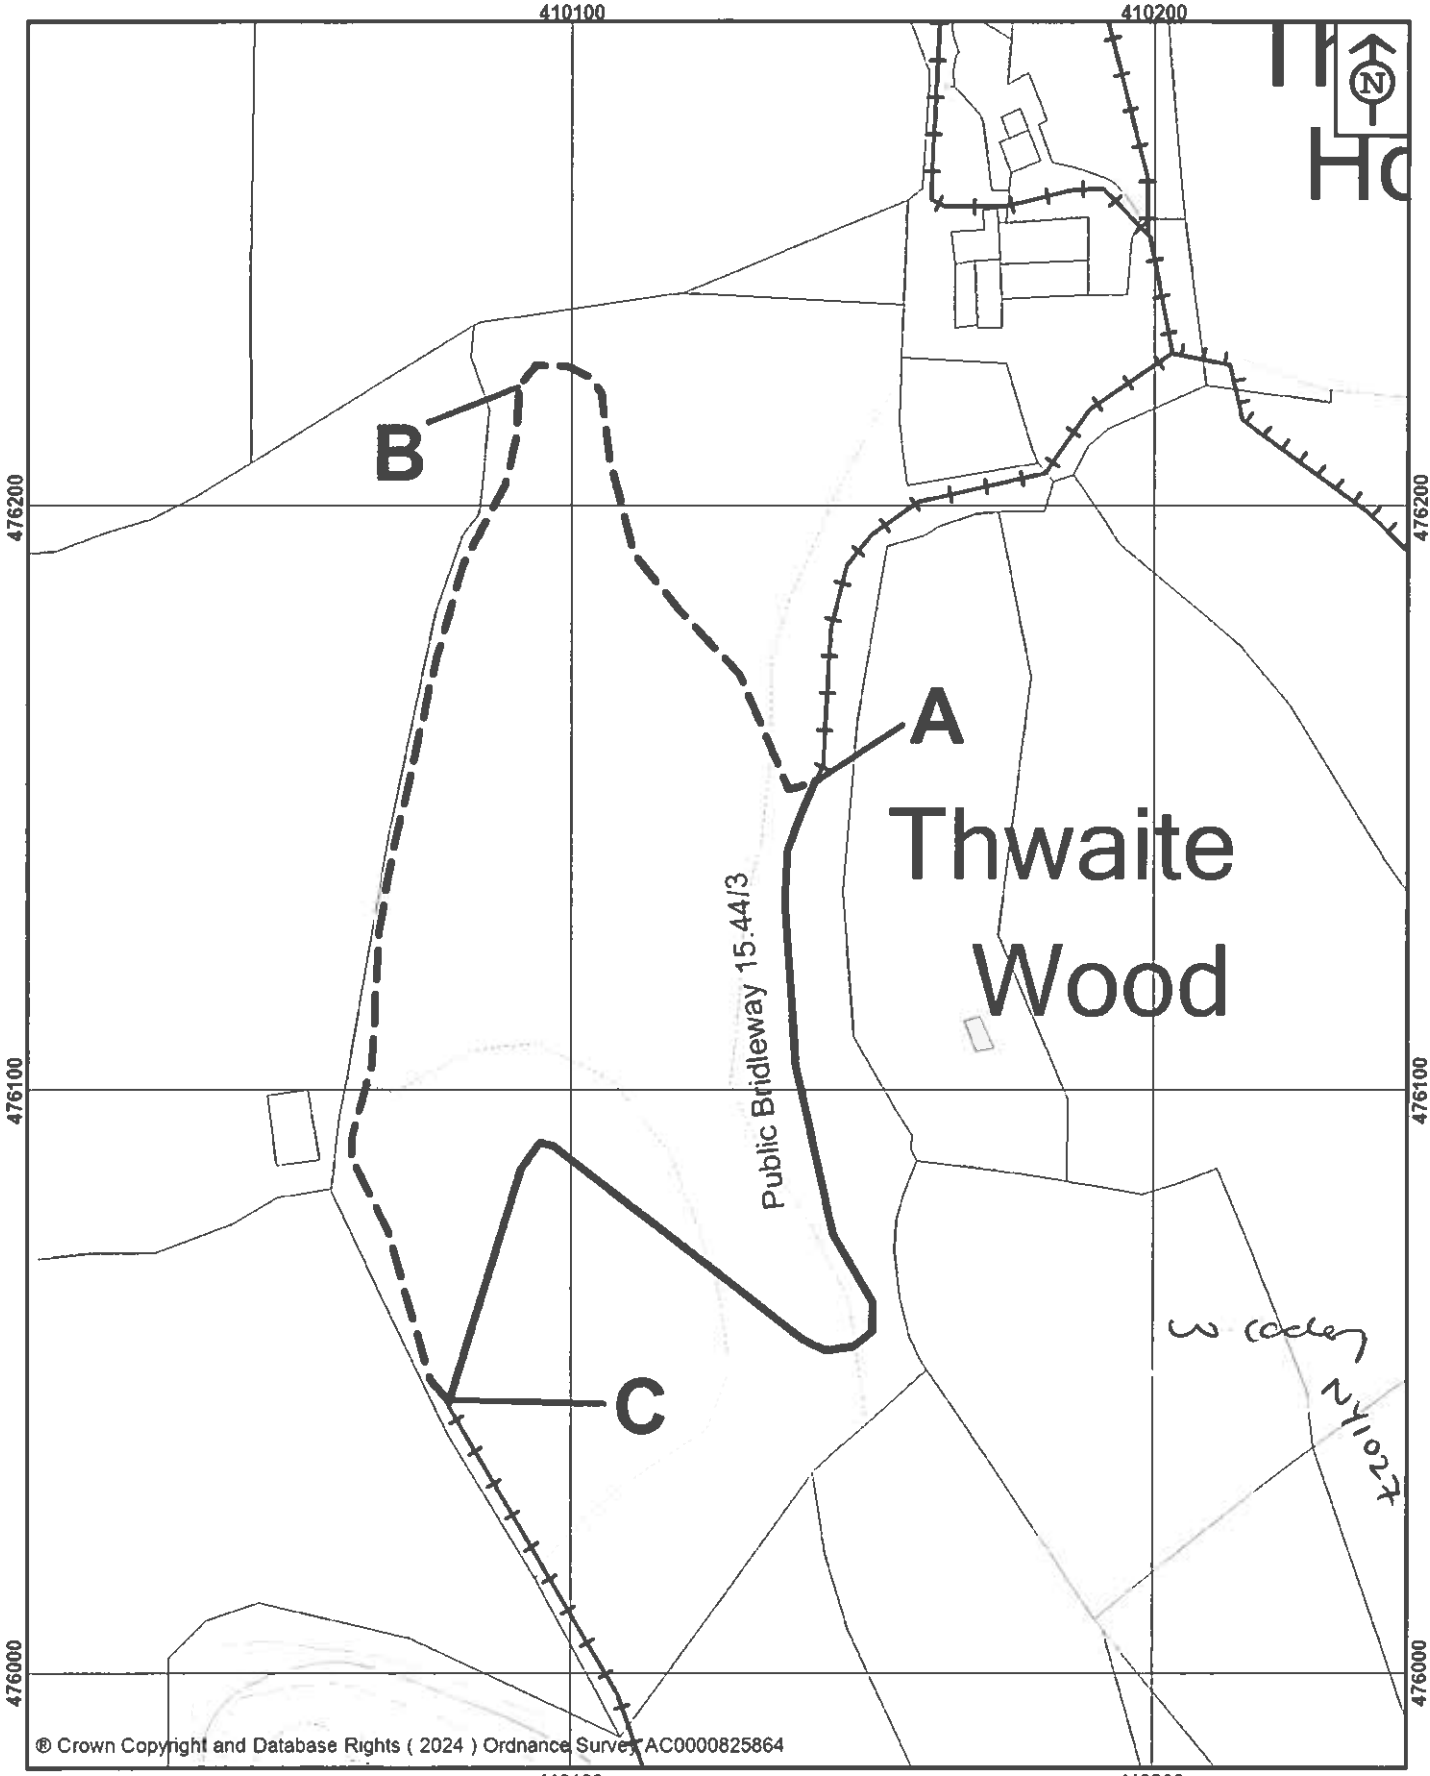 410100
410200
Th
N
Ho
B
476200
476200
A
Thwaite
Wood
Public Bridleway 15.44/3
476100
476100
C
476000
476000
® Crown Copyright and Database Rights ( 2024 ) Ordnance Survey AC0000825864